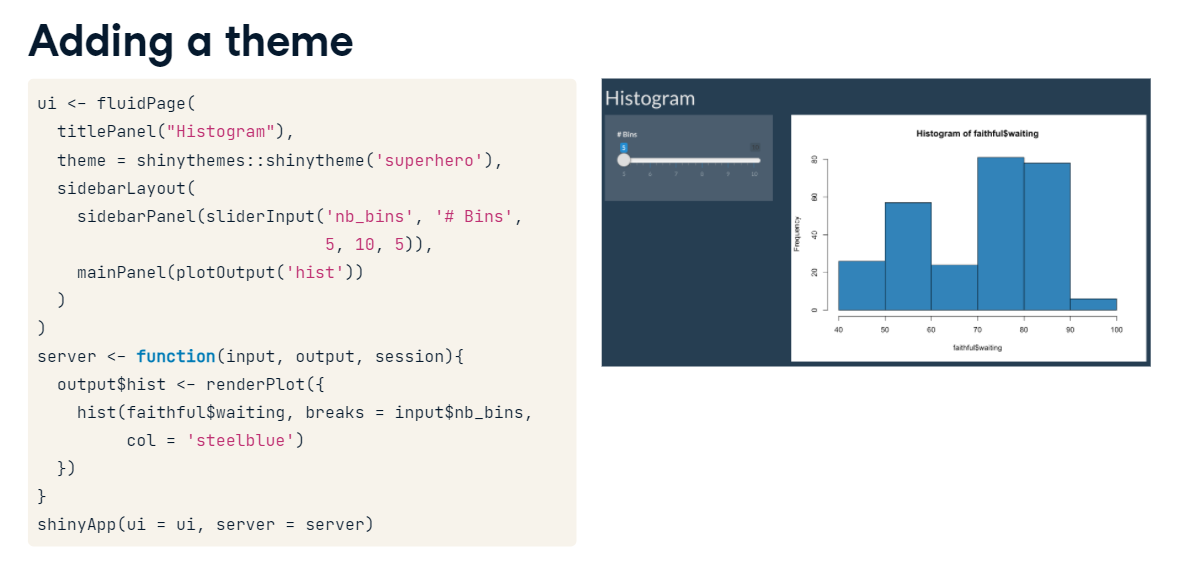 Adding a theme
ui <- fluidPage(
  titlePanel("Histogram"),
  theme = shinythemes::shinytheme('superhero'),
  sidebarLayout(
    sidebarPanel(sliderInput('nb_bins', '# Bins',
                             5, 10, 5)),
    mainPanel(plotOutput('hist'))
  )
)
server <- function(input, output, session){
  output$hist <- renderPlot({
    hist(faithful$waiting, breaks = input$nb_bins,
         col = 'steelblue')
  })
}
shinyApp(ui = ui, server = server)
Histogram
# Bins
5
5 6 7 8 9 10
Histogram of faithful$waiting
Frequency
80
60
40
20
0
40 50 60 70 80 90 100
faithful$waiting